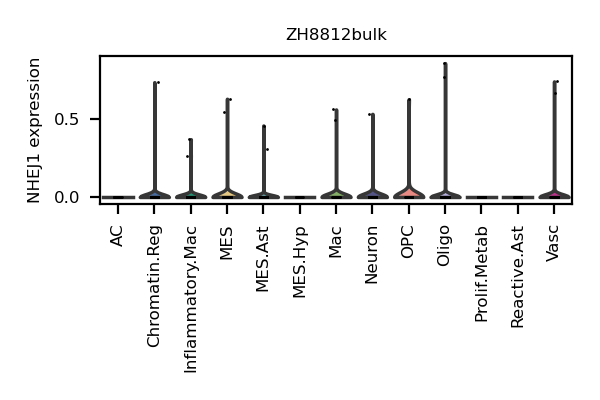 ZH8812bulk
NHEJ1 expression
0.5
0.0
AC
Chromatin.Reg
Inflammatory.Mac
MES
MES.Ast
MES.Hyp
Mac
Neuron
OPC
Oligo
Prolif.Metab
Reactive.Ast
Vasc